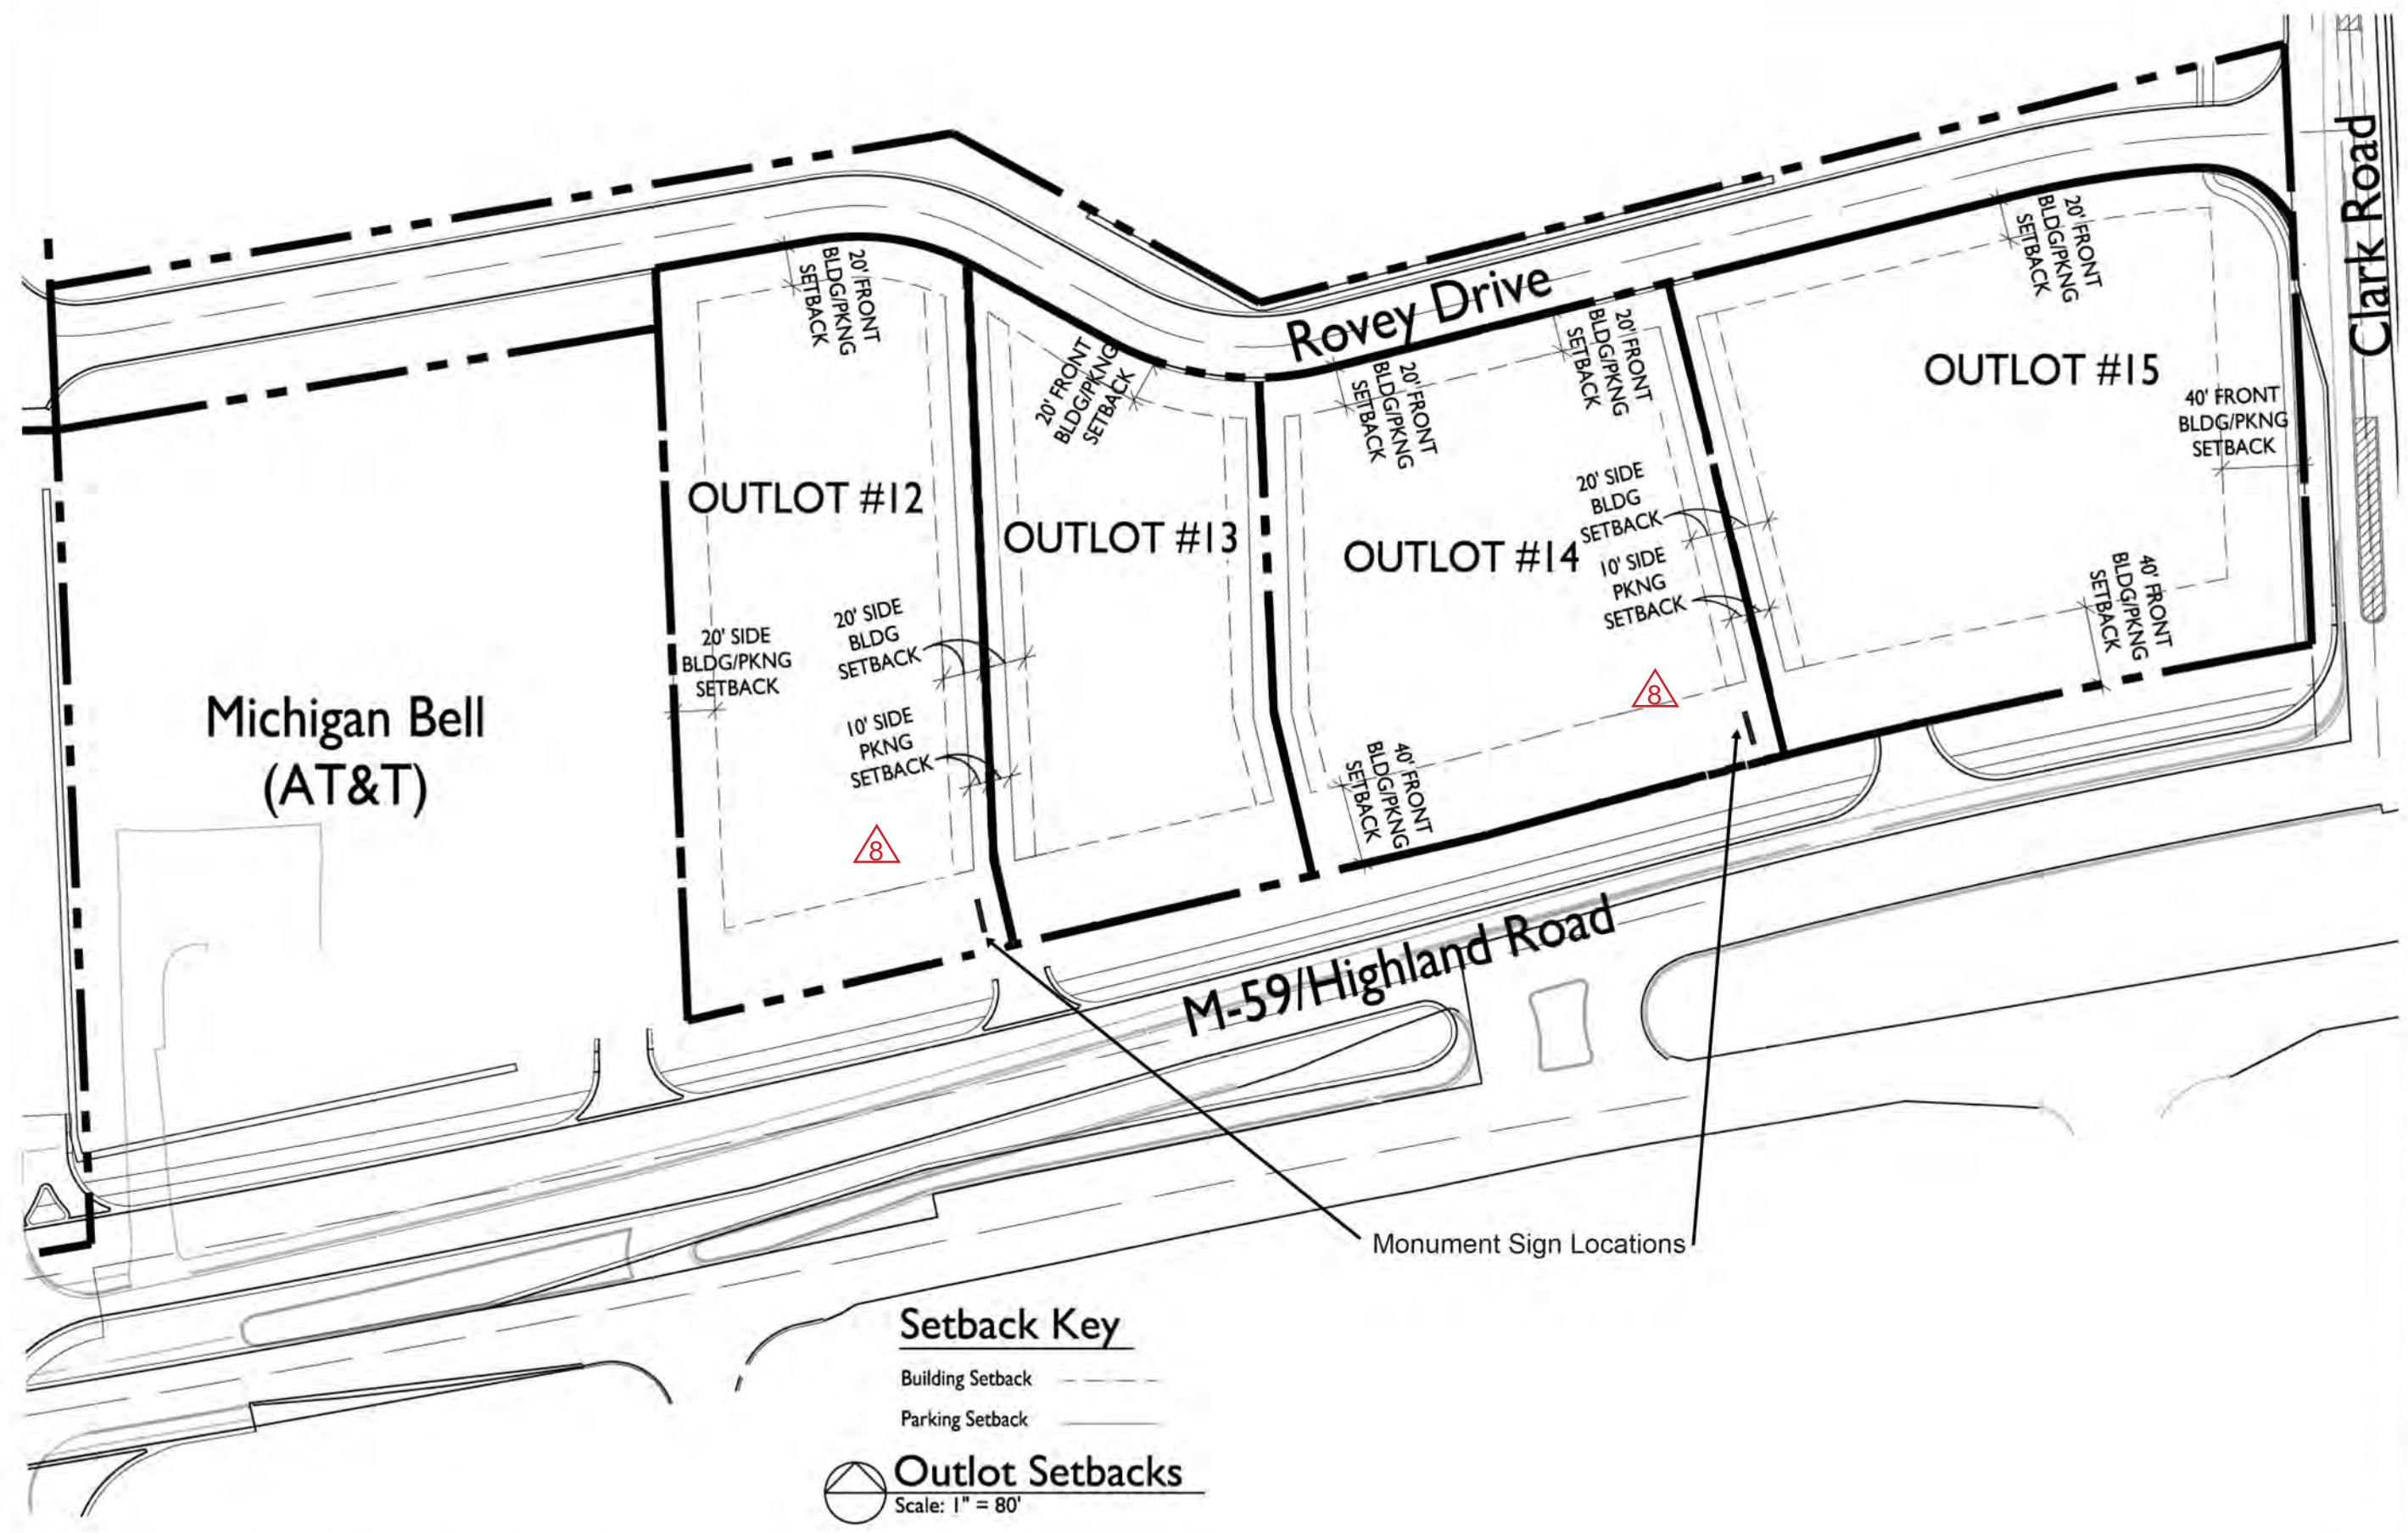 Clark Road
20' FRONT
BLDG/PKNG
SETBACK
20' FRONT
BLDG/PKNG
SETBACK
Rovey Drive
20' FRONT
BLDG/PKNG
SETBACK
20' FRONT
BLDG/PKNG
SETBACK
20' FRONT
BLDG/PKNG
SETBACK
OUTLOT #15
40' FRONT
BLDG/PKNG
SETBACK
OUTLOT #12
OUTLOT #13
OUTLOT #14
20' SIDE
BLDG
SETBACK
10' SIDE
PKNG
SETBACK
40' FRONT
BLDG/PKNG
SETBACK
20' SIDE
BLDG/PKNG
SETBACK
20' SIDE
BLDG
SETBACK
10' SIDE
PKNG
SETBACK
Michigan Bell
(AT&T)
8
8
40' FRONT
BLDG/PKNG
SETBACK
M-59/Highland Road
Monument Sign Locations
Setback Key
Building Setback
Parking Setback
Outlot Setbacks
Scale: 1" = 80'